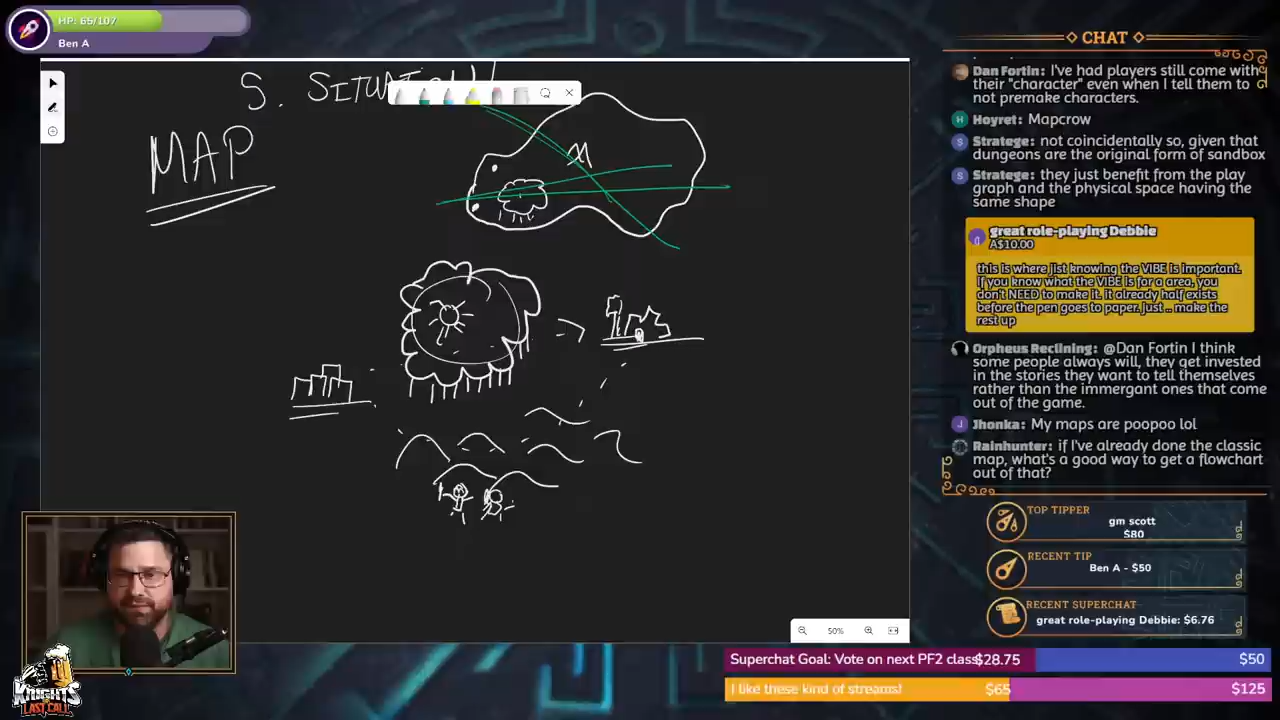 HP: 65/107
Ben A
S. SITUATION!
MAP
CHAT
Dan Fortin: I've had players still come with
their "character" even when I tell them to
not premake characters.
Hoyret: Mapcrow
Stratege: not coincidentally so, given that
dungeons are the original form of sandbox
Stratege: they just benefit from the play
graph and the physical space having the
same shape
great role-playing Debbie
A$10.00
this is where jist knowing the VIBE is important.
If you know what the VIBE is for a area, you
don't NEED to make it. it already half exists
before the pen goes to paper. just .. make the
rest up
Orpheus Reclining: @Dan Fortin I think
some people always will, they get invested
in the stories they want to tell themselves
rather than the immergant ones that come
out of the game.
Jhonka: My maps are poopoo lol
Rainhunter: if I've already done the classic
map, what's a good way to get a flowchart
out of that?
TOP TIPPER
gm scott
$80
RECENT TIP
Ben A - $50
RECENT SUPERCHAT
great role-playing Debbie: $6.76
50%
Superchat Goal: Vote on next PF2 class $28.75 $50
I like these kind of streams! $65 $125
KNIGHTS
OF
LAST CALL